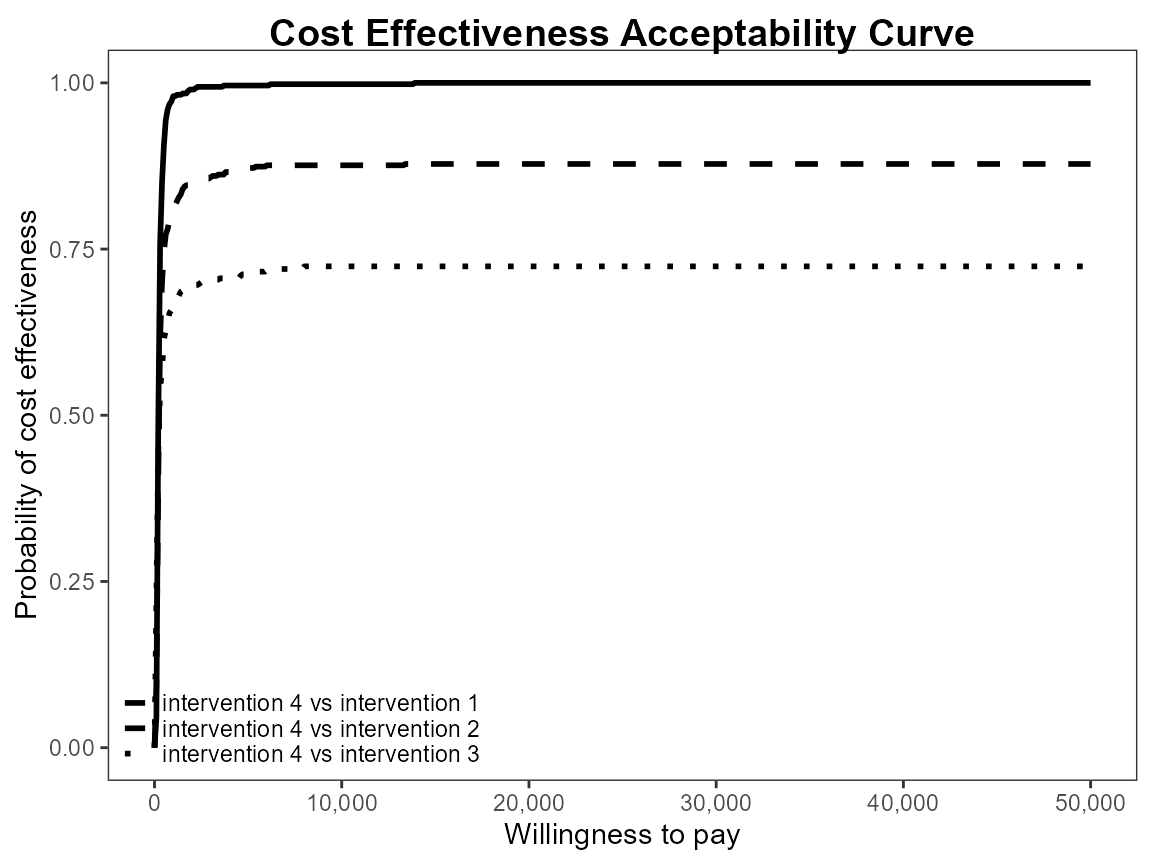 Cost Effectiveness Acceptability Curve
Probability of cost effectiveness
1.00
0.75
0.50
0.25
0.00
intervention 4 vs intervention 1
intervention 4 vs intervention 2
intervention 4 vs intervention 3
0 10,000 20,000 30,000 40,000 50,000
Willingness to pay